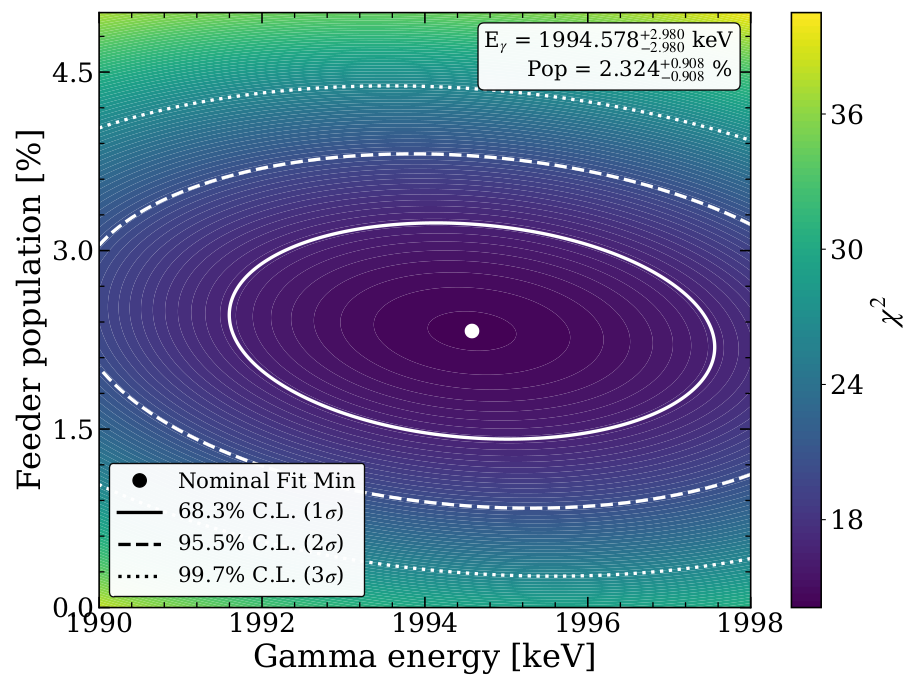 E_γ = 1994.578^{+2.980}_{−2.980} keV
Pop = 2.324^{+0.908}_{−0.908} %
Feeder population [%]
4.5
3.0
1.5
0.0
Nominal Fit Min
68.3% C.L. (1σ)
95.5% C.L. (2σ)
99.7% C.L. (3σ)
1990 1992 1994 1996 1998
Gamma energy [keV]
36
30
24
18
χ²